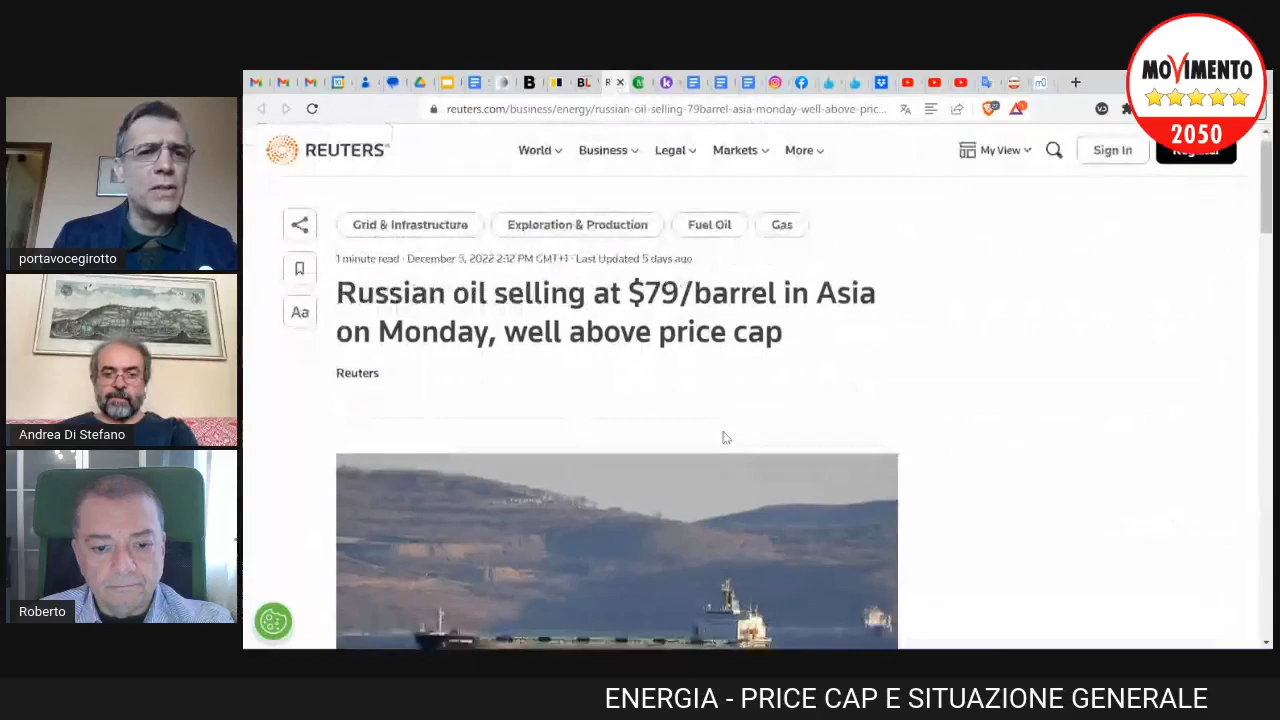 MOVIMENTO
2050
reuters.com/business/energy/russian-oil-selling-79barrel-asia-monday-well-above-pric...
REUTERS
World
Business
Legal
Markets
More
My View
Sign In
Register
Grid & Infrastructure
Exploration & Production
Fuel Oil
Gas
1 minute read · December 5, 2022 2:12 PM GMT+1 · Last Updated 5 days ago
Russian oil selling at $79/barrel in Asia
on Monday, well above price cap
Reuters
Aa
portavocegirotto
Andrea Di Stefano
Roberto
ENERGIA - PRICE CAP E SITUAZIONE GENERALE